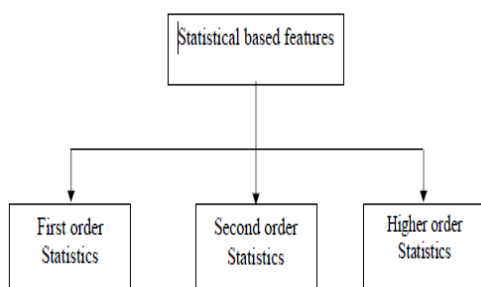 Statistical based features
First order
Statistics
Second order
Statistics
Higher order
Statistics